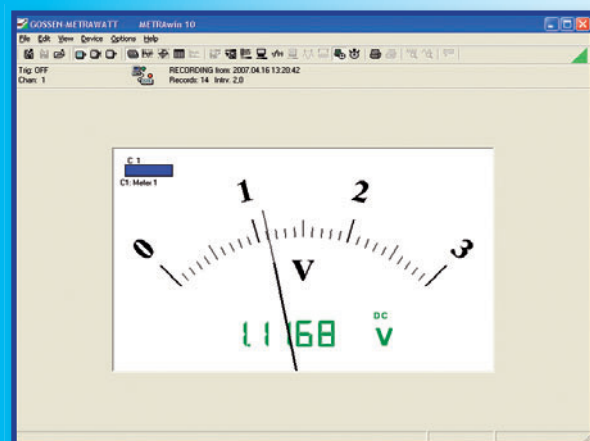 GOSSEN-METRAWATT METRAwin 10
File Edit View Device Options Help
Trig: OFF
Chan: 1
RECORDING from: 2007.04.16 13:20:42
Records: 14 Intrv: 2,0
C 1
C1: Meter 1
0 1 2 3
V
1.1168 DC V